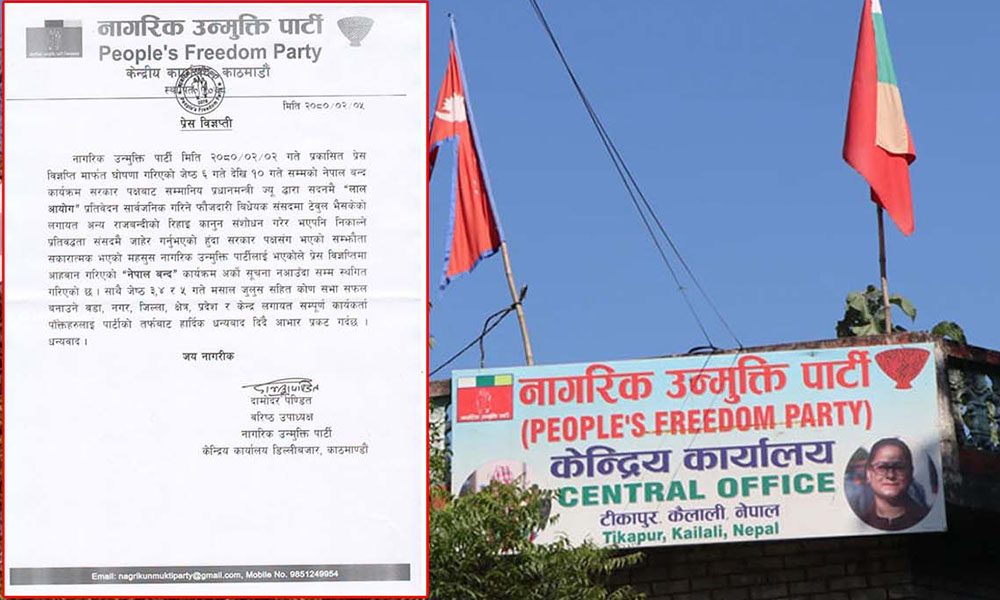 नागरिक उन्मुक्ति पार्टी
People's Freedom Party
केन्द्रीय काठमाडौं
मिति २०८०/०२/०५
प्रेस विज्ञप्ती
नागरिक उन्मुक्ति पार्टी मिति २०८०/०२/०२ गते प्रकासित प्रेस
विज्ञप्ति मार्फत घोषणा गरिएको जेष्ठ ६ गते देखि १० गते सम्मको नेपाल बन्द
कार्यक्रम सरकार पक्षबाट सम्मानिय प्रधानमन्त्री ज्यू द्वारा सदनमै "लाल
आयोग" प्रतिवेदन सार्वजनिक गरिने फौजदारी विधेयक संसदमा टेवुल भैसकेको
लगायत अन्य राजबन्दीको रिहाइ कानुन संशोधन गरेर भएपनि निकाल्ने
प्रतिवद्धता संसदमै जाहेर गर्नुभएको हुंदा सरकार पक्षसंग भएको सम्झौता
सकारात्मक भएको महसुस नागरिक उन्मुक्ति पार्टीलाई भएकोले प्रेस विज्ञप्तिमा
आहवान गरिएको "नेपाल बन्द" कार्यक्रम अर्को सूचना नआउंदा सम्म स्थगित
गरिएको छ । साथै जेष्ठ ३,४ र ५ गते मसाल जुलुस सहित कोण सभा सफल
बनाउने वडा, नगर, जिल्ला, क्षेत्र, प्रदेश र केन्द्र लगायत सम्पूर्ण कार्यकर्ता
पंक्तिहरुलाइ पार्टीको तर्फबाट हार्दिक धन्यवाद दिदै आभार प्रकट गर्दछ ।
धन्यवाद ।
जय नागरीक
दामोदर पण्डित
बरिष्ठ उपाध्यक्ष
नागरिक उन्मुक्ति पार्टी
केन्द्रिय कार्यालय डिल्लीबजार, काठमाण्डौं
Email: nagrikunmuktiparty@gmail.com, Mobile No. 9851249954
नागरिक उन्मुक्ति पार्टी
(PEOPLE'S FREEDOM PARTY)
केन्द्रिय कार्यालय
CENTRAL OFFICE
टीकापुर, कैलाली, नेपाल
Tikapur, Kailali, Nepal